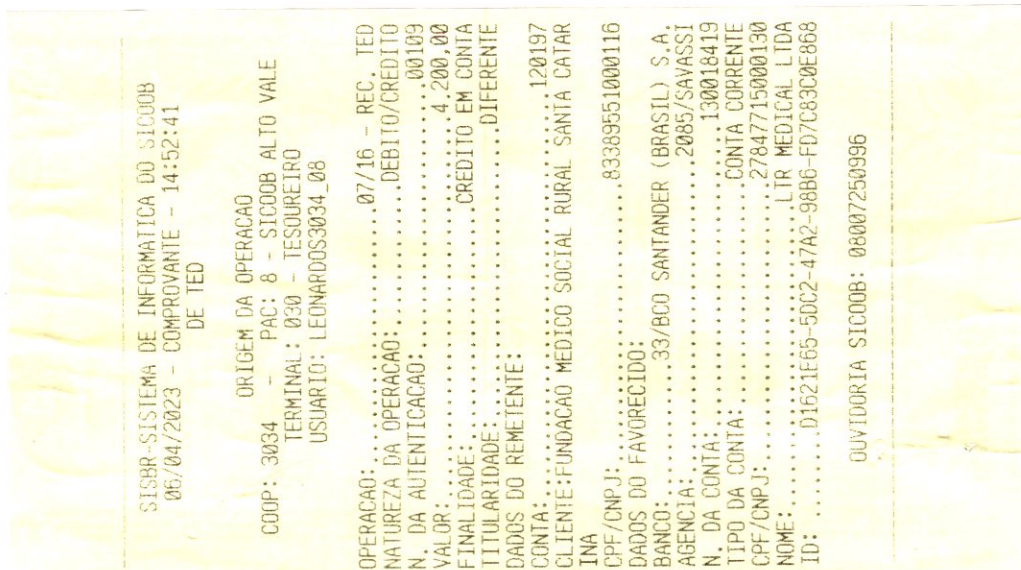 SISBR-SISTEMA DE INFORMATICA DO SICOOB
06/04/2023 - COMPROVANTE - 14:52:41
DE TED
ORIGEM DA OPERACAO
COOP: 3034 - PAC: 8 - SICOOB ALTO VALE
TERMINAL: 030 - TESOUREIRO
USUARIO: LEONARDOS3034_08
OPERACAO:........................07/16 - REC. TED
NATUREZA DA OPERACAO:...............DEBITO/CREDITO
N. DA AUTENTICACAO:..........................00109
VALOR:....................................4.200,00
FINALIDADE.......................CREDITO EM CONTA
TITULARIDADE:............................DIFERENTE
DADOS DO REMETENTE:
CONTA:......................................120197
CLIENTE:FUNDACAO MEDICO SOCIAL RURAL SANTA CATAR
INA
CPF/CNPJ:...........................83389551000116
DADOS DO FAVORECIDO:
BANCO:..............33/BCO SANTANDER (BRASIL) S.A.
AGENCIA:..............................2085/SAVASSI
N. DA CONTA:.............................130018419
TIPO DA CONTA:......................CONTA CORRENTE
CPF/CNPJ:...........................27847715000130
NOME:.............................LTR MEDICAL LTDA
ID: ......D1621E65-5DC2-47A2-98B6-FD7C83C0E868
OUVIDORIA SICOOB: 08007250996